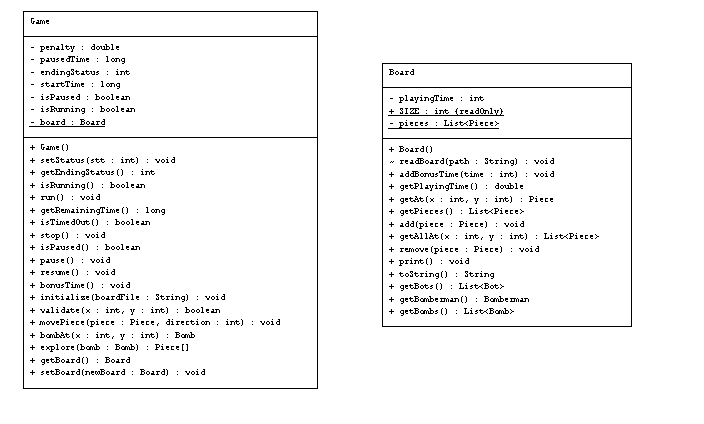 Game
- penalty : double
- pausedTime : long
- endingStatus : int
- startTime : long
- isPaused : boolean
- isRunning : boolean
- board : Board
+ Game()
+ setStatus(stt : int) : void
+ getEndingStatus() : int
+ isRunning() : boolean
+ run() : void
+ getRemainingTime() : long
+ isTimedOut() : boolean
+ stop() : void
+ isPaused() : boolean
+ pause() : void
+ resume() : void
+ bonusTime() : void
+ initialize(boardFile : String) : void
+ validate(x : int, y : int) : boolean
+ movePiece(piece : Piece, direction : int) : void
+ bombAt(x : int, y : int) : Bomb
+ explore(bomb : Bomb) : Piece[]
+ getBoard() : Board
+ setBoard(newBoard : Board) : void
Board
- playingTime : int
+ SIZE : int {readOnly}
- pieces : List<Piece>
+ Board()
~ readBoard(path : String) : void
+ addBonusTime(time : int) : void
+ getPlayingTime() : double
+ getAt(x : int, y : int) : Piece
+ getPieces() : List<Piece>
+ add(piece : Piece) : void
+ getAllAt(x : int, y : int) : List<Piece>
+ remove(piece : Piece) : void
+ print() : void
+ toString() : String
+ getBots() : List<Bot>
+ getBomberman() : Bomberman
+ getBombs() : List<Bomb>